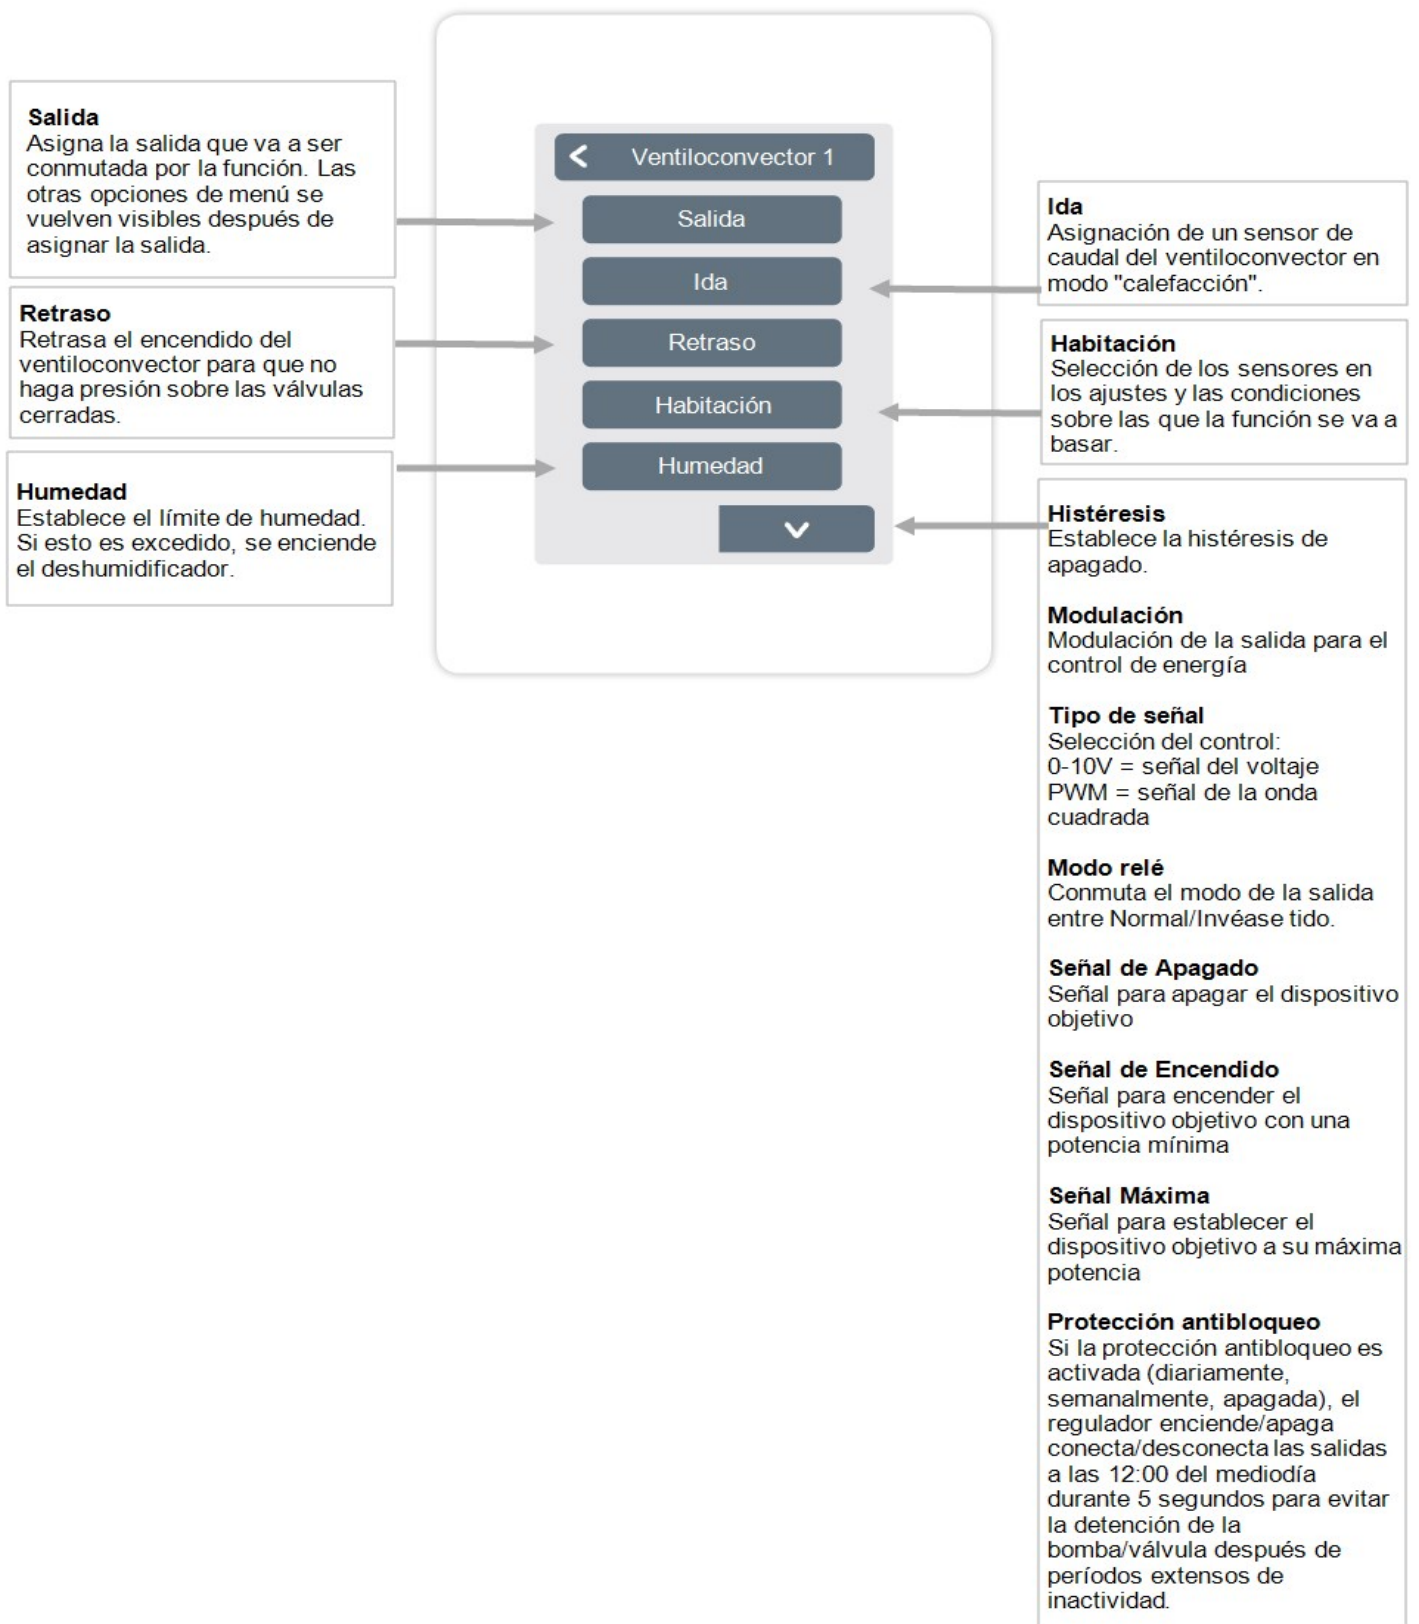 Salida
Asigna la salida que va a ser
conmutada por la función. Las
otras opciones de menú se
vuelven visibles después de
asignar la salida.
Retraso
Retrasa el encendido del
ventiloconvector para que no
haga presión sobre las válvulas
cerradas.
Humedad
Establece el límite de humedad.
Si esto es excedido, se enciende
el deshumidificador.
Ventiloconvector 1
Salida
Ida
Retraso
Habitación
Humedad
Ida
Asignación de un sensor de
caudal del ventiloconvector en
modo "calefacción".
Habitación
Selección de los sensores en
los ajustes y las condiciones
sobre las que la función se va a
basar.
Histéresis
Establece la histéresis de
apagado.
Modulación
Modulación de la salida para el
control de energía
Tipo de señal
Selección del control:
0-10V = señal del voltaje
PWM = señal de la onda
cuadrada
Modo relé
Conmuta el modo de la salida
entre Normal/Invéase tido.
Señal de Apagado
Señal para apagar el dispositivo
objetivo
Señal de Encendido
Señal para encender el
dispositivo objetivo con una
potencia mínima
Señal Máxima
Señal para establecer el
dispositivo objetivo a su máxima
potencia
Protección antibloqueo
Si la protección antibloqueo es
activada (diariamente,
semanalmente, apagada), el
regulador enciende/apaga
conecta/desconecta las salidas
a las 12:00 del mediodía
durante 5 segundos para evitar
la detención de la
bomba/válvula después de
períodos extensos de
inactividad.